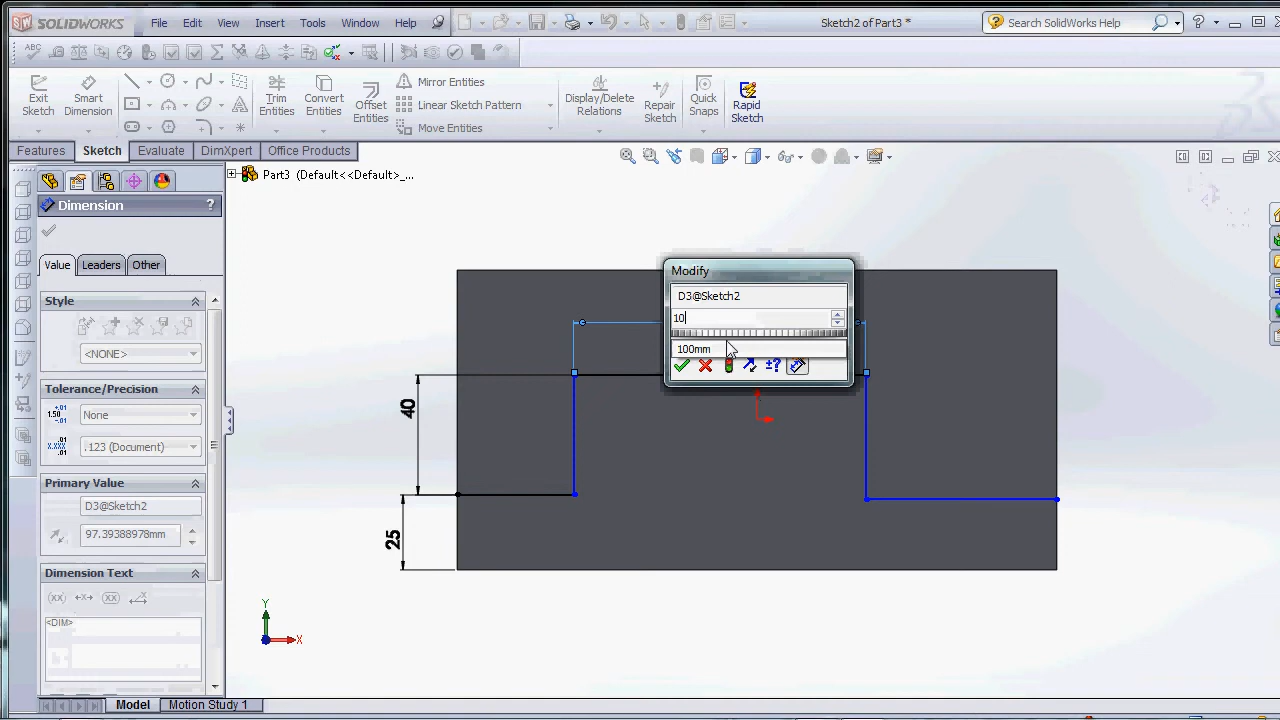 SOLIDWORKS File Edit View Insert Tools Window Help Sketch2 of Part3 * Search SolidWorks Help
Exit Sketch
Smart Dimension
Trim Entities
Convert Entities
Offset Entities
Mirror Entities
Linear Sketch Pattern
Move Entities
Display/Delete Relations
Repair Sketch
Quick Snaps
Rapid Sketch
Features Sketch Evaluate DimXpert Office Products
Part3 (Default<<Default>_...
Dimension ?
Value Leaders Other
Style
<NONE>
Tolerance/Precision
None
.123 (Document)
Primary Value
D3@Sketch2
97.39388978mm
Dimension Text
<DIM>
Modify
D3@Sketch2
10
100mm
40
25
Y
X
Model Motion Study 1